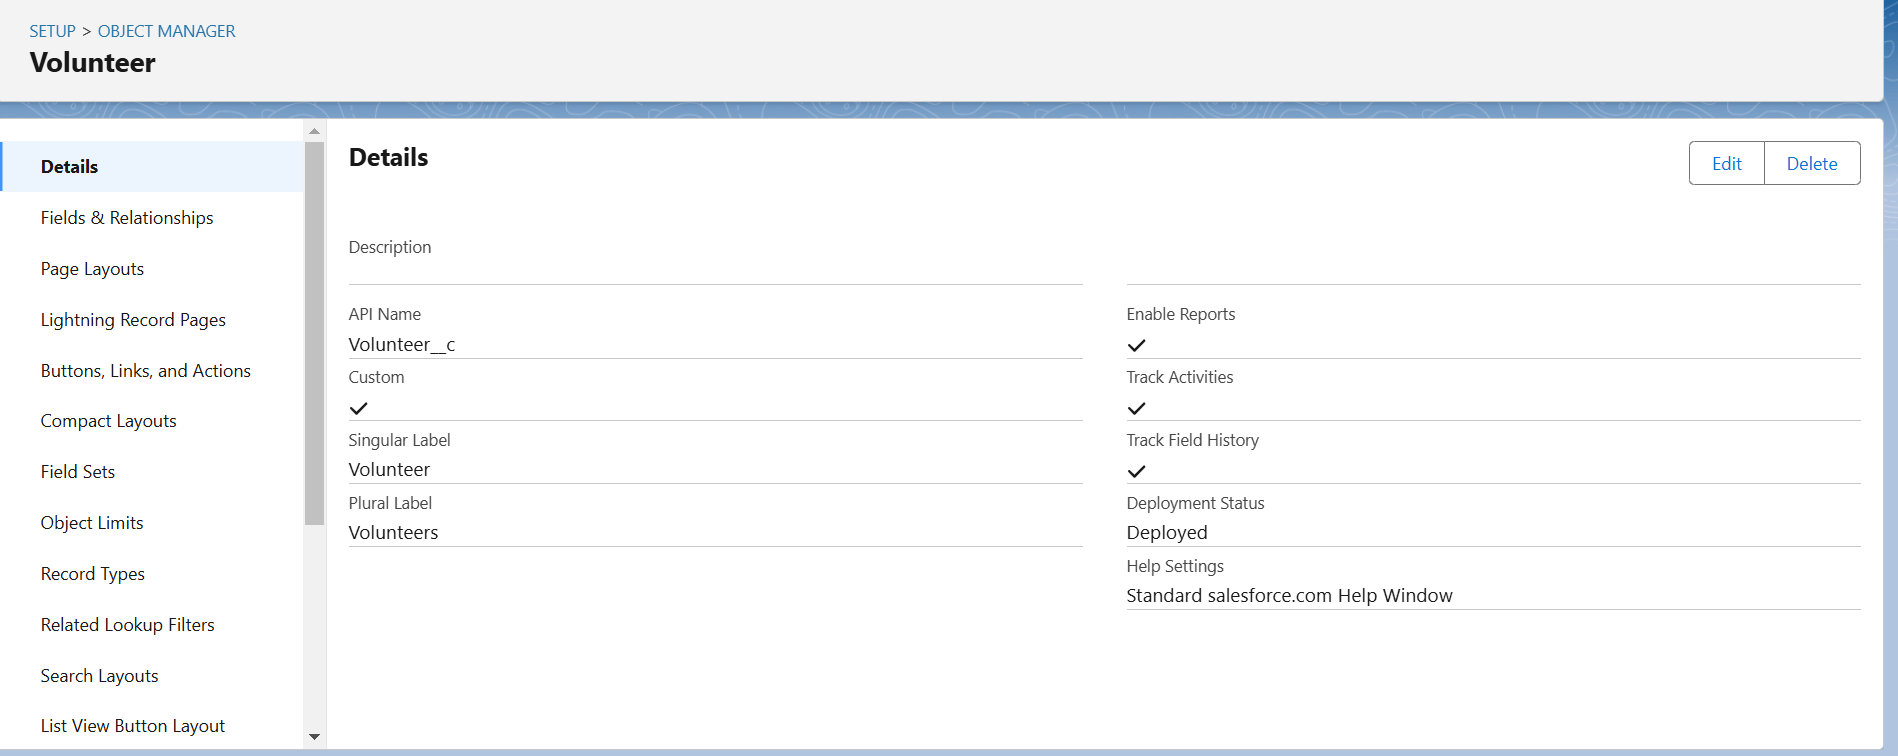 SETUP > OBJECT MANAGER
Volunteer
Details
Fields & Relationships
Page Layouts
Lightning Record Pages
Buttons, Links, and Actions
Compact Layouts
Field Sets
Object Limits
Record Types
Related Lookup Filters
Search Layouts
List View Button Layout
Details
Edit
Delete
Description
API Name
Volunteer__c
Custom
Singular Label
Volunteer
Plural Label
Volunteers
Enable Reports
Track Activities
Track Field History
Deployment Status
Deployed
Help Settings
Standard salesforce.com Help Window